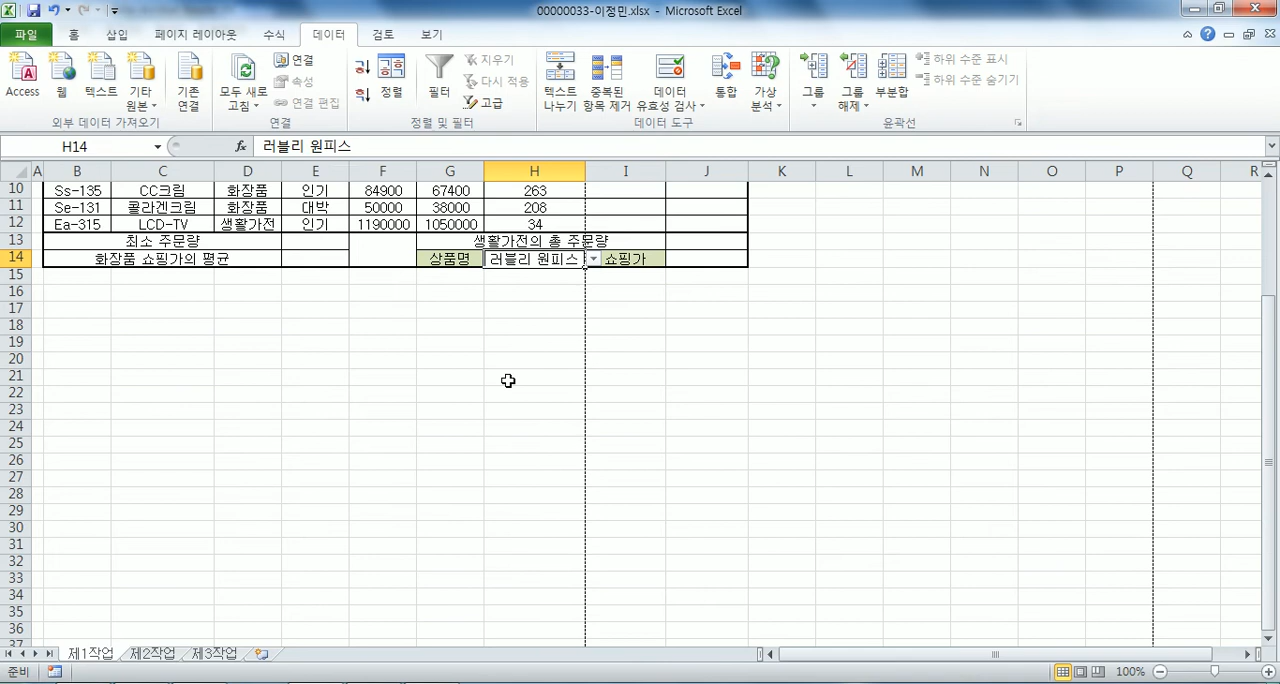 00000033-이정민.xlsx - Microsoft Excel
파일 홈 삽입 페이지 레이아웃 수식 데이터 검토 보기
Access 웹 텍스트 기타 원본 기존 연결 모두 새로 고침 연결 속성 연결 편집 정렬 필터 지우기 다시 적용 고급 텍스트 나누기 중복된 항목 제거 데이터 유효성 검사 통합 가상 분석 그룹 그룹 해제 부분합 하위 수준 표시 하위 수준 숨기기
외부 데이터 가져오기 연결 정렬 및 필터 데이터 도구 윤곽선
H14 fx 러블리 원피스
A B C D E F G H I J K L M N O P Q R
10 Ss-135 CC크림 화장품 인기 84900 67400 263
11 Se-131 콜라겐크림 화장품 대박 50000 38000 208
12 Ea-315 LCD-TV 생활가전 인기 1190000 1050000 34
13 최소 주문량 생활가전의 총 주문량
14 화장품 쇼핑가의 평균 상품명 러블리 원피스 쇼핑가
15
16
17
18
19
20
21
22
23
24
25
26
27
28
29
30
31
32
33
34
35
36
37
제1작업 제2작업 제3작업
준비 100%